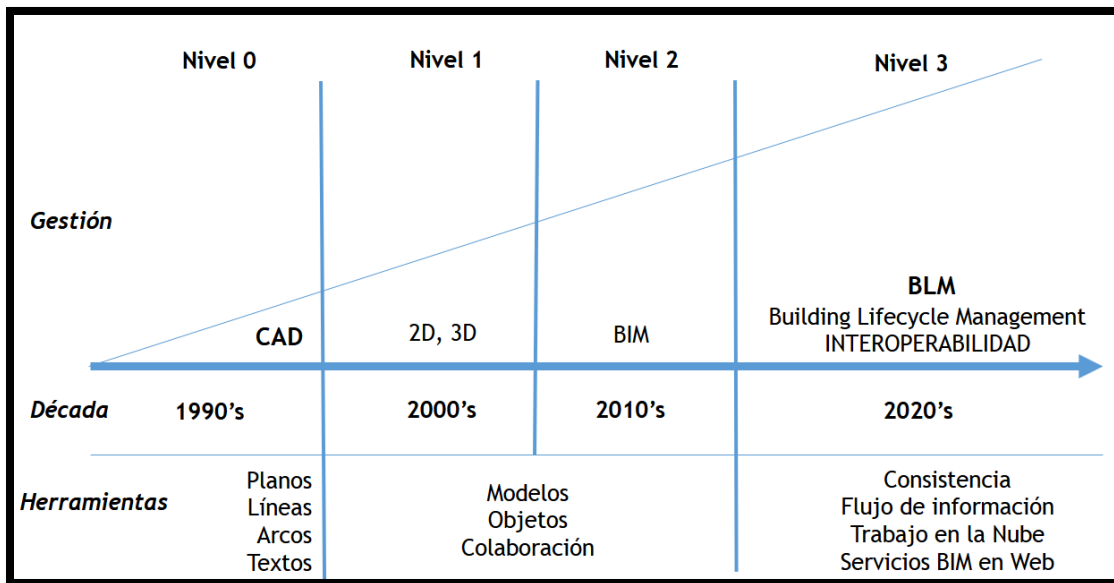 Nivel 0
Nivel 1
Nivel 2
Nivel 3
Gestión
CAD
2D, 3D
BIM
BLM
Building Lifecycle Management
INTEROPERABILIDAD
Década
1990’s
2000’s
2010’s
2020’s
Herramientas
Planos
Líneas
Arcos
Textos
Modelos
Objetos
Colaboración
Consistencia
Flujo de información
Trabajo en la Nube
Servicios BIM en Web